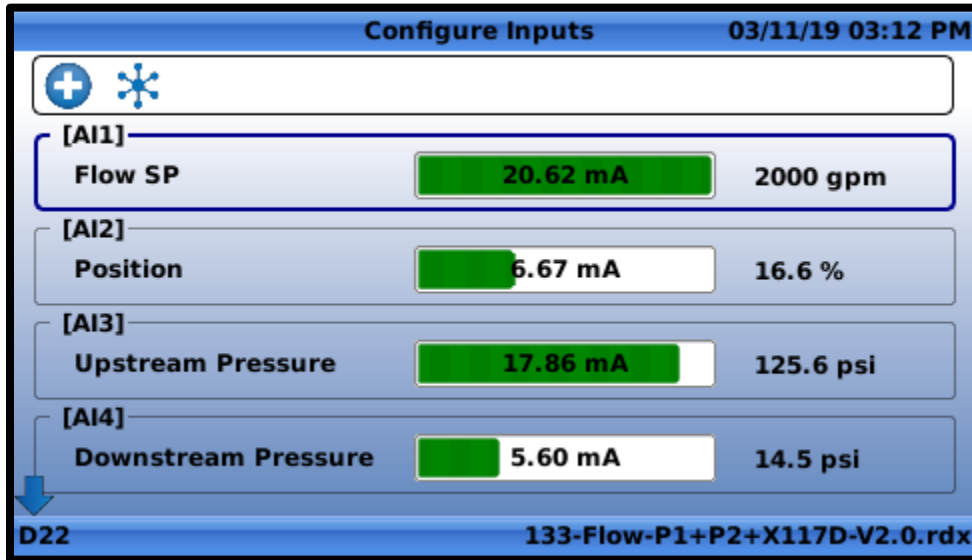 Configure Inputs 03/11/19 03:12 PM
[AI1]
Flow SP 20.62 mA 2000 gpm
[AI2]
Position 6.67 mA 16.6 %
[AI3]
Upstream Pressure 17.86 mA 125.6 psi
[AI4]
Downstream Pressure 5.60 mA 14.5 psi
D22 133-Flow-P1+P2+X117D-V2.0.rdx